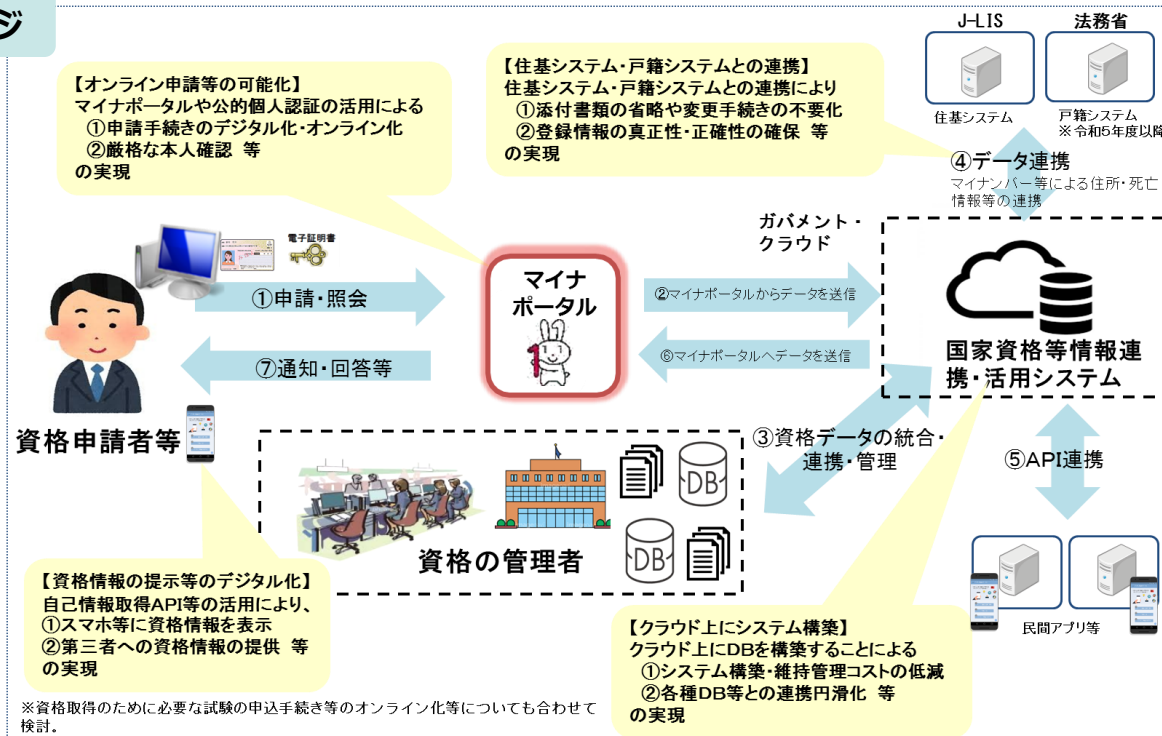 ジ
J-LIS
法務省
住基システム
戸籍システム
※令和5年度以降
【オンライン申請等の可能化】
マイナポータルや公的個人認証の活用による
①申請手続きのデジタル化・オンライン化
②厳格な本人確認 等
の実現
【住基システム・戸籍システムとの連携】
住基システム・戸籍システムとの連携により
①添付書類の省略や変更手続きの不要化
②登録情報の真正性・正確性の確保 等
の実現
④データ連携
マイナンバー等による住所・死亡
情報等の連携
ガバメント・
クラウド
電子証明書
①申請・照会
マイナ
ポータル
1
②マイナポータルからデータを送信
⑥マイナポータルへデータを送信
⑦通知・回答等
国家資格等情報連
携・活用システム
資格申請者等
③資格データの統合・
連携・管理
⑤API連携
DB
DB
資格の管理者
【資格情報の提示等のデジタル化】
自己情報取得API等の活用により、
①スマホ等に資格情報を表示
②第三者への資格情報の提供 等
の実現
【クラウド上にシステム構築】
クラウド上にDBを構築することによる
①システム構築・維持管理コストの低減
②各種DB等との連携円滑化 等
の実現
民間アプリ等
※資格取得のために必要な試験の申込手続き等のオンライン化等についても合わせて
検討。